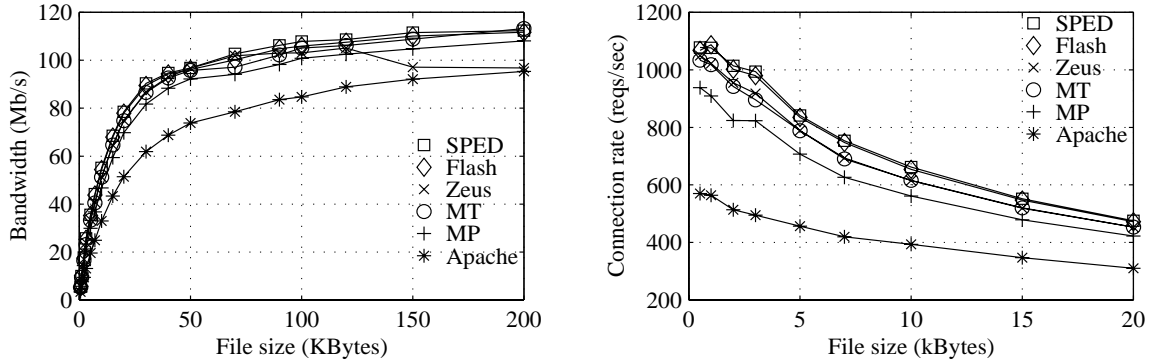 120
100
80
60
40
20
0
Bandwidth (Mb/s)
0 50 100 150 200
File size (KBytes)
SPED
Flash
Zeus
MT
MP
Apache
1200
1000
800
600
400
200
Connection rate (reqs/sec)
0 5 10 15 20
File size (kBytes)
SPED
Flash
Zeus
MT
MP
Apache